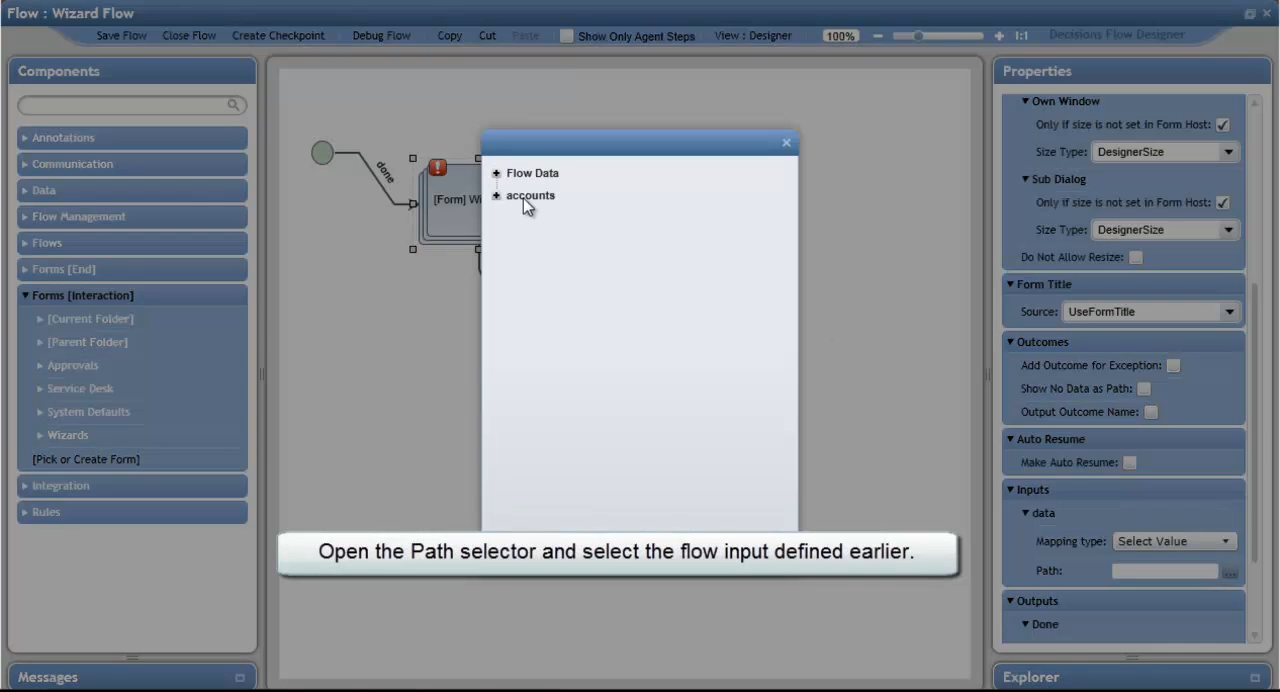 Flow : Wizard Flow
Save Flow Close Flow Create Checkpoint Debug Flow Copy Cut Paste Show Only Agent Steps View : Designer 100% 1:1 Decisions Flow Designer
Components
Annotations
Communication
Data
Flow Management
Flows
Forms [End]
Forms [Interaction]
[Current Folder]
[Parent Folder]
Approvals
Service Desk
System Defaults
Wizards
[Pick or Create Form]
Integration
Rules
Messages
done
[Form] Wi
Flow Data
accounts
Open the Path selector and select the flow input defined earlier.
Properties
Own Window
Only if size is not set in Form Host:
Size Type: DesignerSize
Sub Dialog
Only if size is not set in Form Host:
Size Type: DesignerSize
Do Not Allow Resize:
Form Title
Source: UseFormTitle
Outcomes
Add Outcome for Exception:
Show No Data as Path:
Output Outcome Name:
Auto Resume
Make Auto Resume:
Inputs
data
Mapping type: Select Value
Path: ...
Outputs
Done
Explorer